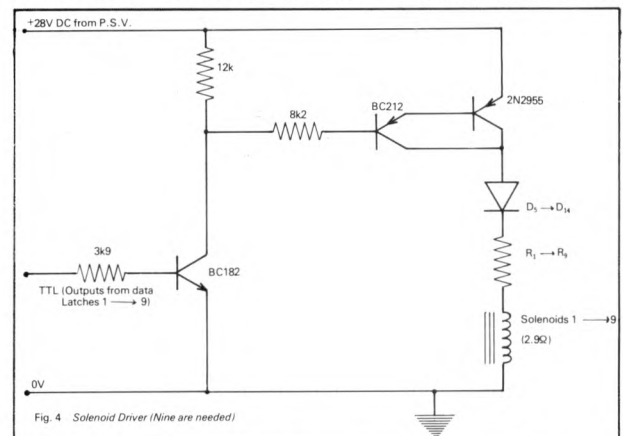 +28V DC from P.S.V.
12k
8k2
BC212
2N2955
D₅ → D₁₄
R₁ → R₉
3k9
BC182
TTL (Outputs from data
Latches 1 → 9)
Solenoids 1 → 9
(2.9Ω)
0V
Fig. 4 Solenoid Driver (Nine are needed)